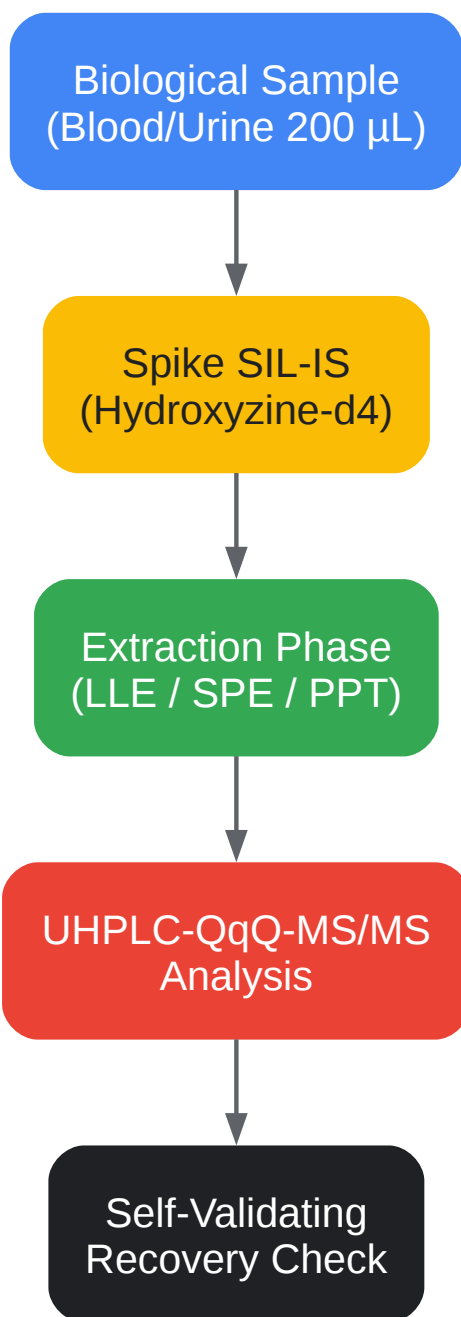 Biological Sample
(Blood/Urine 200 µL)
Spike SIL-IS
(Hydroxyzine-d4)
Extraction Phase
(LLE / SPE / PPT)
UHPLC-QqQ-MS/MS
Analysis
Self-Validating
Recovery Check